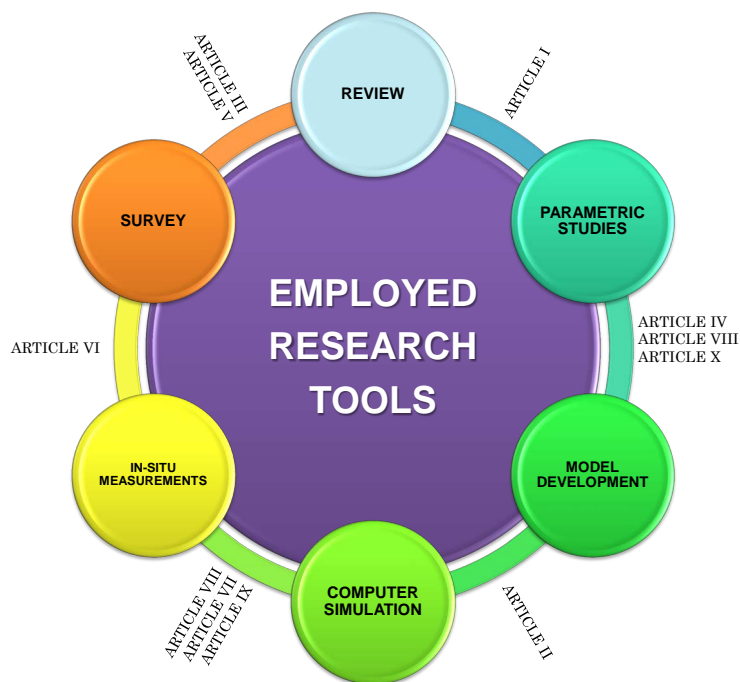 REVIEW
ARTICLE I
PARAMETRIC
STUDIES
ARTICLE IV
ARTICLE VIII
ARTICLE X
MODEL
DEVELOPMENT
ARTICLE II
COMPUTER
SIMULATION
ARTICLE VIII
ARTICLE VII
ARTICLE IX
IN-SITU
MEASUREMENTS
ARTICLE VI
SURVEY
ARTICLE III
ARTICLE V
EMPLOYED
RESEARCH
TOOLS